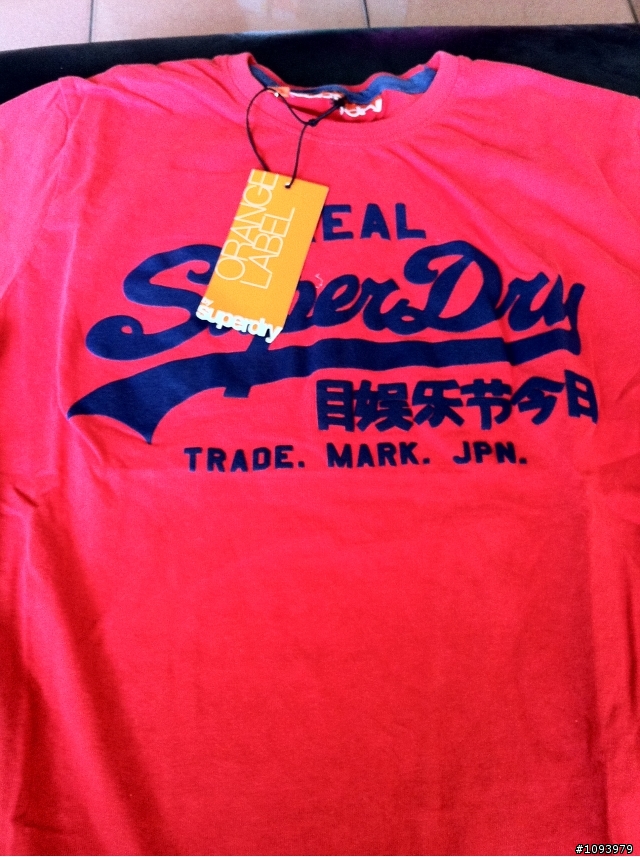 ORANGE
LABEL
superdry
REAL
SuperDry
目娱乐节今日
TRADE. MARK. JPN.
#1093979